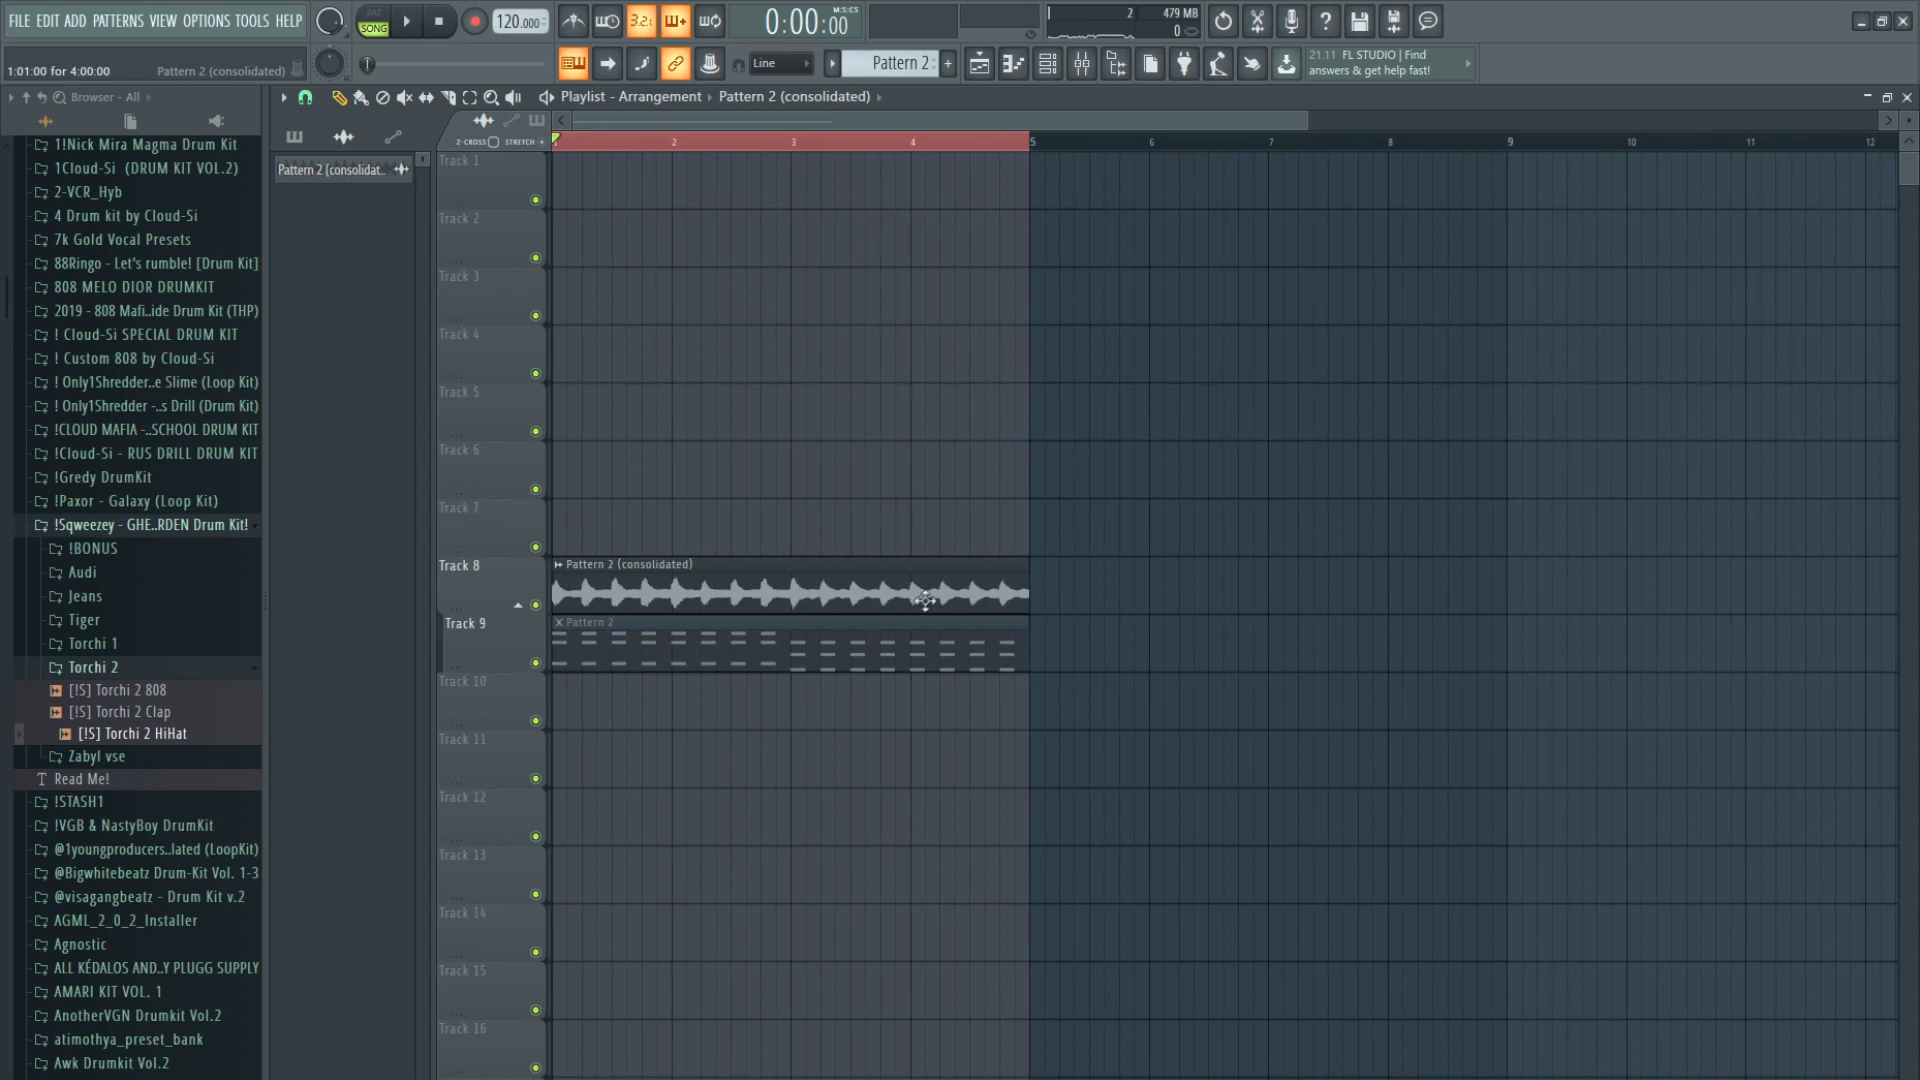 FILE EDIT ADD PATTERNS VIEW OPTIONS TOOLS HELP
PAT
SONG
120.000
3.2
0:00:00
M:S:CS
2
479 MB
0
1:01:00 for 4:00:00
Pattern 2 (consolidated)
Line
Pattern 2
21.11 FL STUDIO | Find
answers & get help fast!
Browser - All
Playlist - Arrangement
Pattern 2 (consolidated)
Z-CROSS
STRETCH
2 3 4 5 6 7 8 9 10 11 12
Pattern 2 (consolidat..
1!Nick Mira Magma Drum Kit
1Cloud-Si (DRUM KIT VOL.2)
2-VCR_Hyb
4 Drum kit by Cloud-Si
7k Gold Vocal Presets
88Ringo - Let's rumble! [Drum Kit]
808 MELO DIOR DRUMKIT
2019 - 808 Mafi..ide Drum Kit (THP)
! Cloud-Si SPECIAL DRUM KIT
! Custom 808 by Cloud-Si
! Only1Shredder..e Slime (Loop Kit)
! Only1Shredder -..s Drill (Drum Kit)
!CLOUD MAFIA -..SCHOOL DRUM KIT
!Cloud-Si - RUS DRILL DRUM KIT
!Gredy DrumKit
!Paxor - Galaxy (Loop Kit)
!Sqweezey - GHE..RDEN Drum Kit!
!BONUS
Audi
Jeans
Tiger
Torchi 1
Torchi 2
[!S] Torchi 2 808
[!S] Torchi 2 Clap
[!S] Torchi 2 HiHat
Zabyl vse
Read Me!
!STASH1
!VGB & NastyBoy DrumKit
@1youngproducers..lated (LoopKit)
@Bigwhitebeatz Drum-Kit Vol. 1-3
@visagangbeatz - Drum Kit v.2
AGML_2_0_2_Installer
Agnostic
ALL KÉDALOS AND..Y PLUGG SUPPLY
AMARI KIT VOL. 1
AnotherVGN Drumkit Vol.2
atimothya_preset_bank
Awk Drumkit Vol.2
Track 1
Track 2
Track 3
Track 4
Track 5
Track 6
Track 7
Track 8
Pattern 2 (consolidated)
Track 9
Pattern 2
Track 10
Track 11
Track 12
Track 13
Track 14
Track 15
Track 16